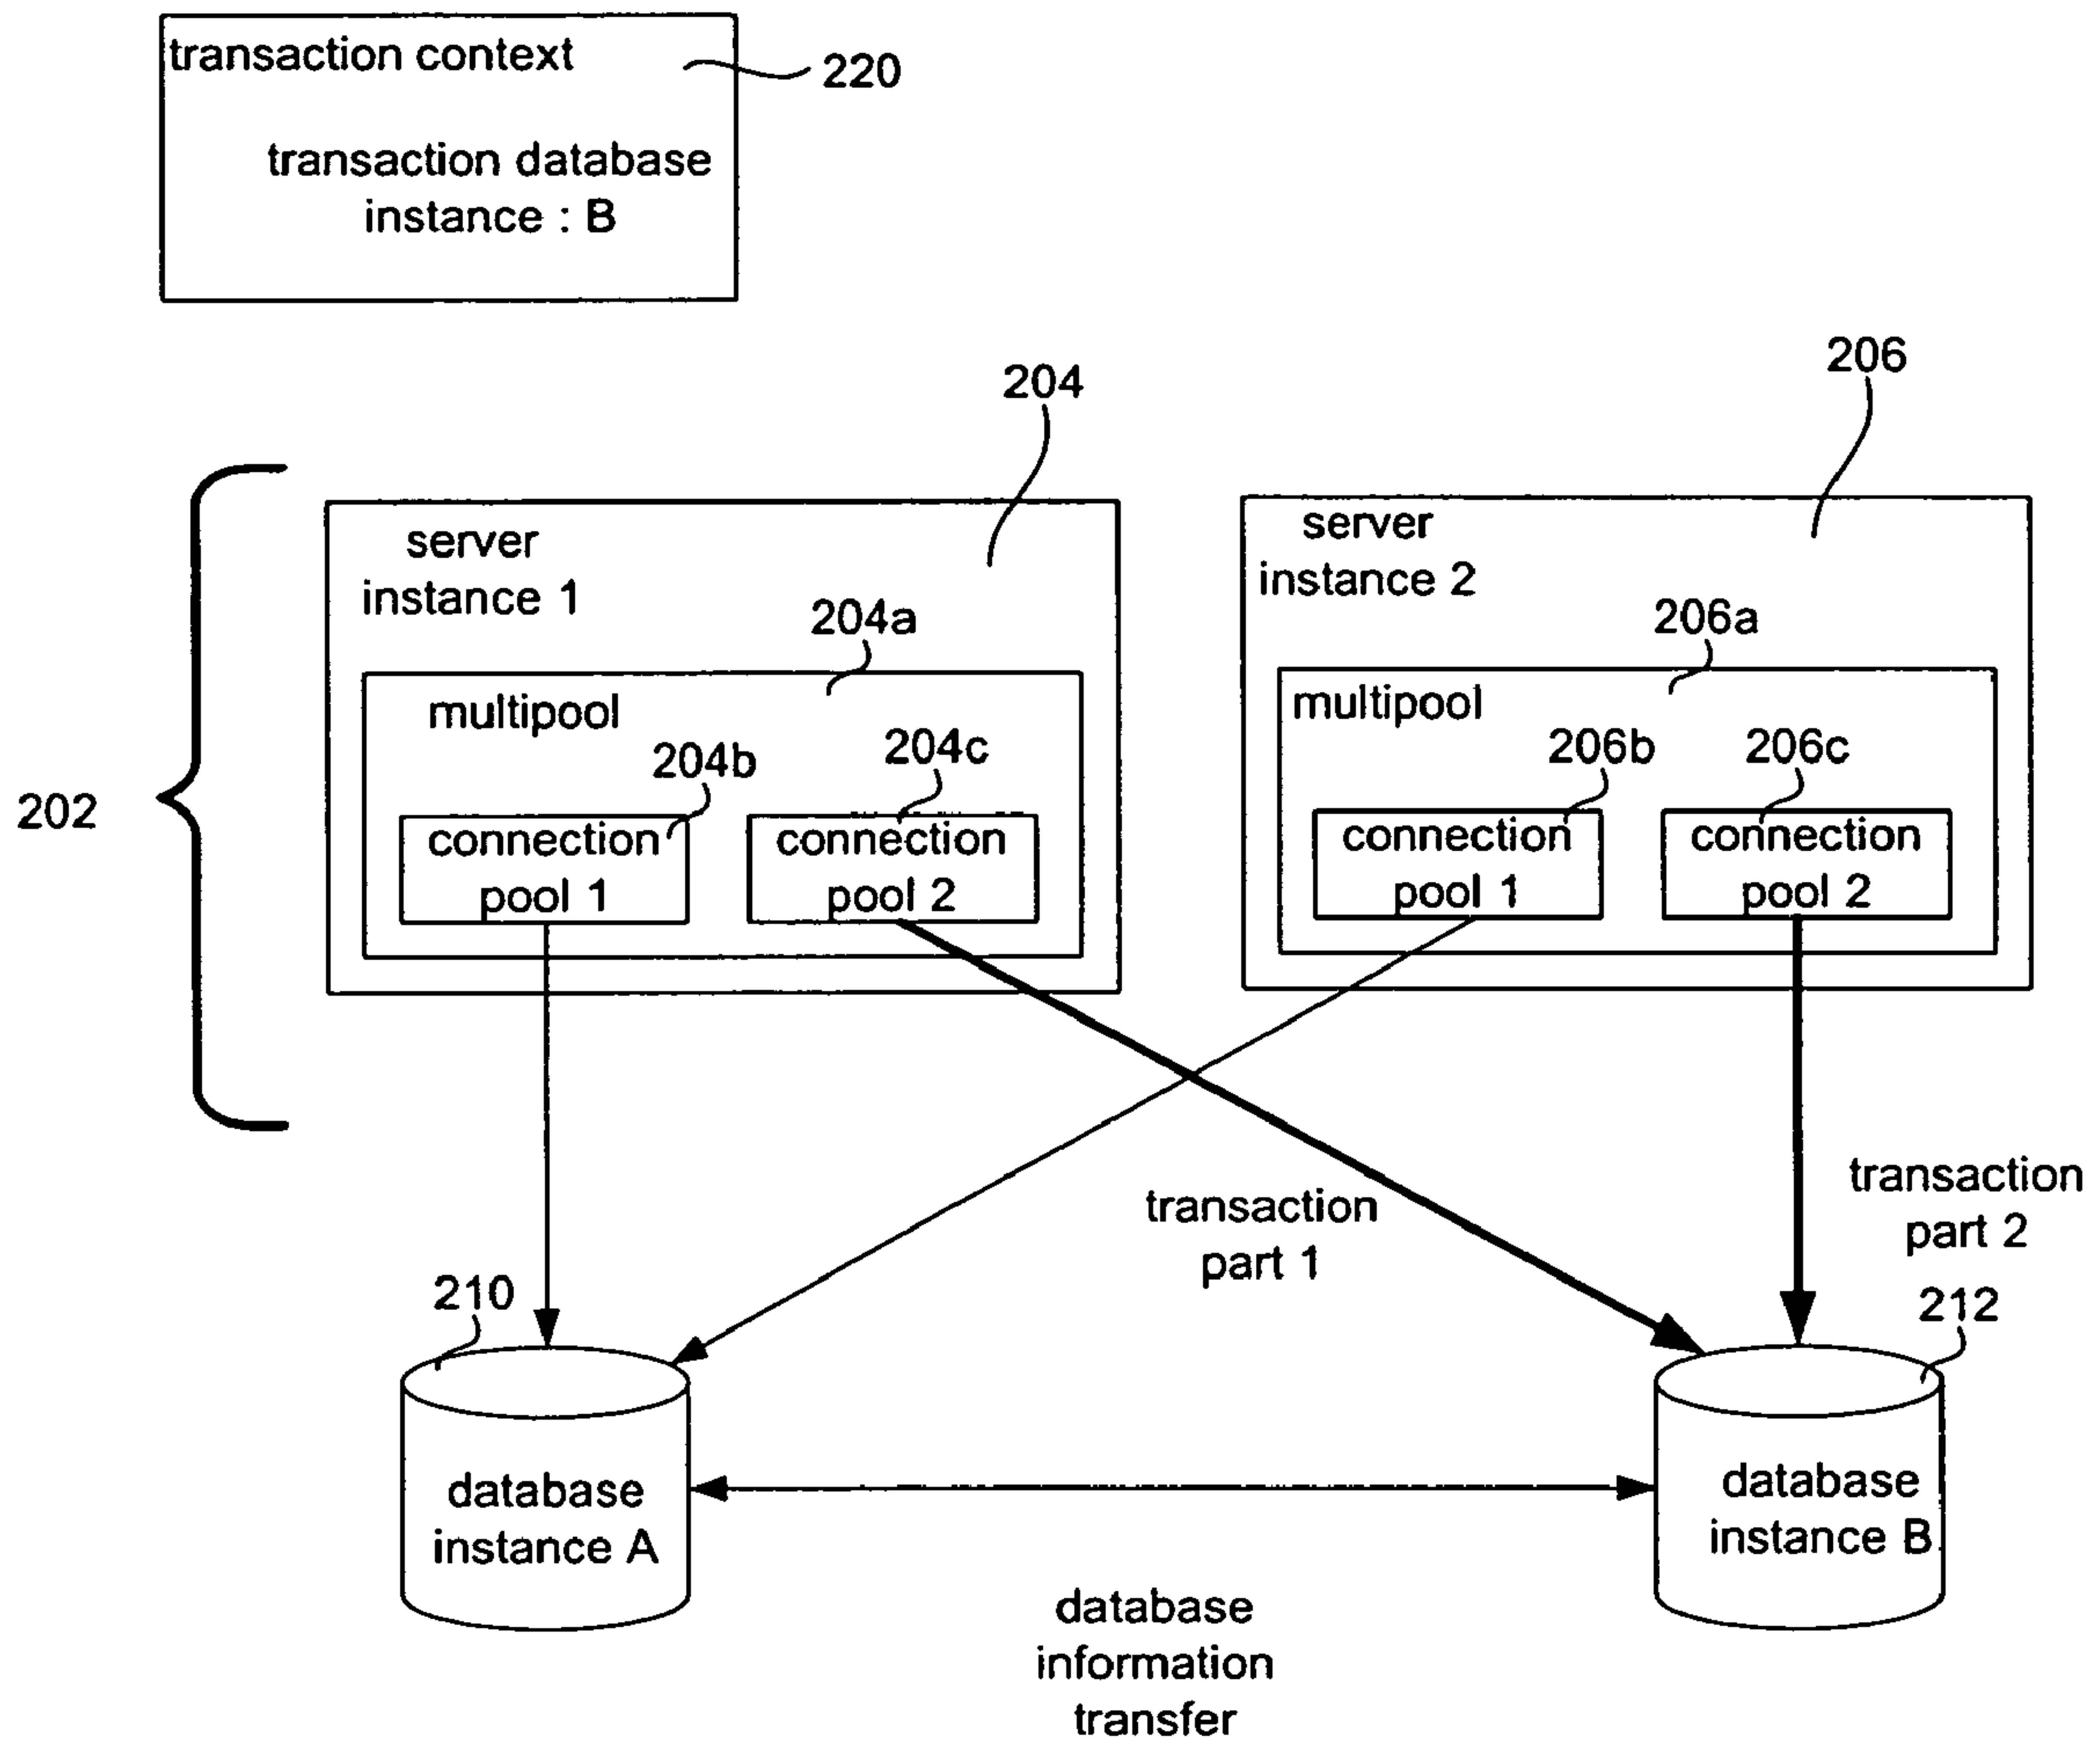 transaction context
220
transaction database
instance : B
204
206
server
instance 1
server
instance 2
204a
206a
multipool
multipool
204b
204c
206b
206c
202
connection
pool 1
connection
pool 2
connection
pool 1
connection
pool 2
transaction
part 1
transaction
part 2
210
212
database
instance A
database
instance B
database
information
transfer